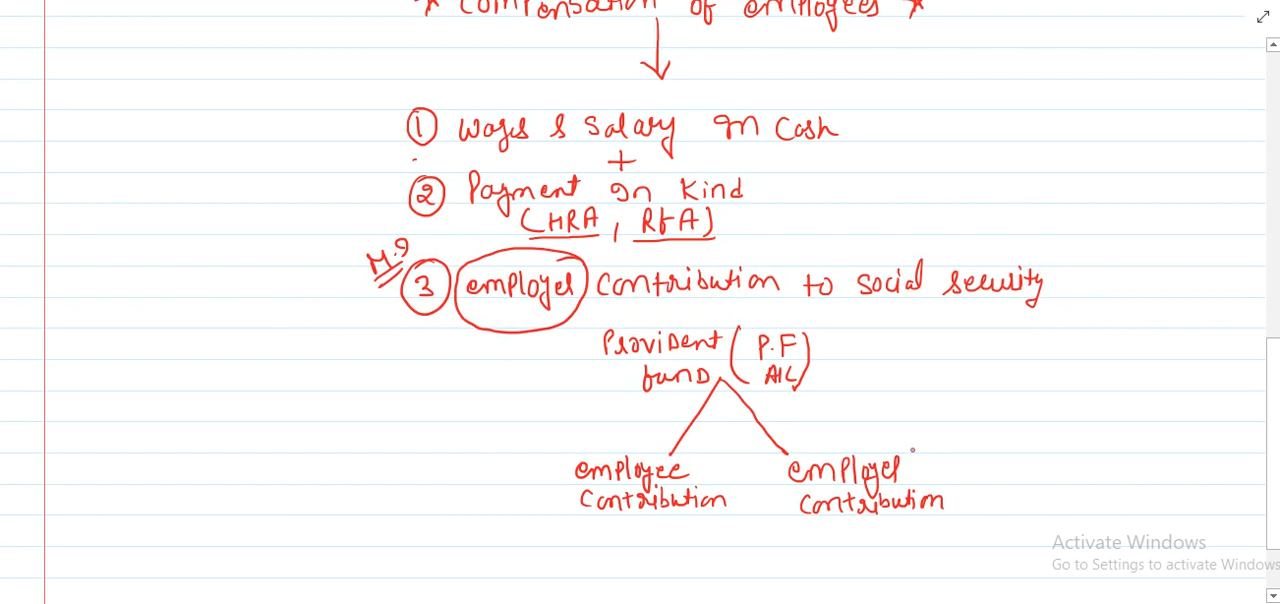 * Compensation of employees *
① Wages & Salary In Cash
+
② Payment In Kind
(HRA, RFA)
③ employer Contribution to social security
Provident (P.F
fund A/C)
employee employer
Contribution Contribution
Activate Windows
Go to Settings to activate Windows